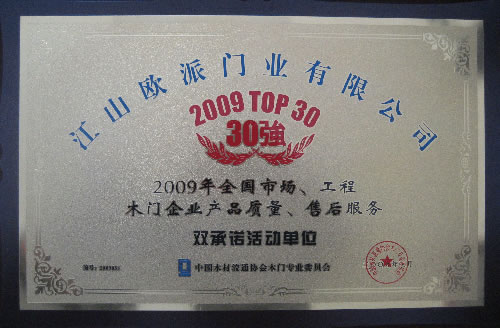 江山欧派门业有限公司
2009 TOP 30
30強
2009年全国市场、工程
木门企业产品质量、售后服务
双承诺活动单位
中国木材流通协会木门专业委员会